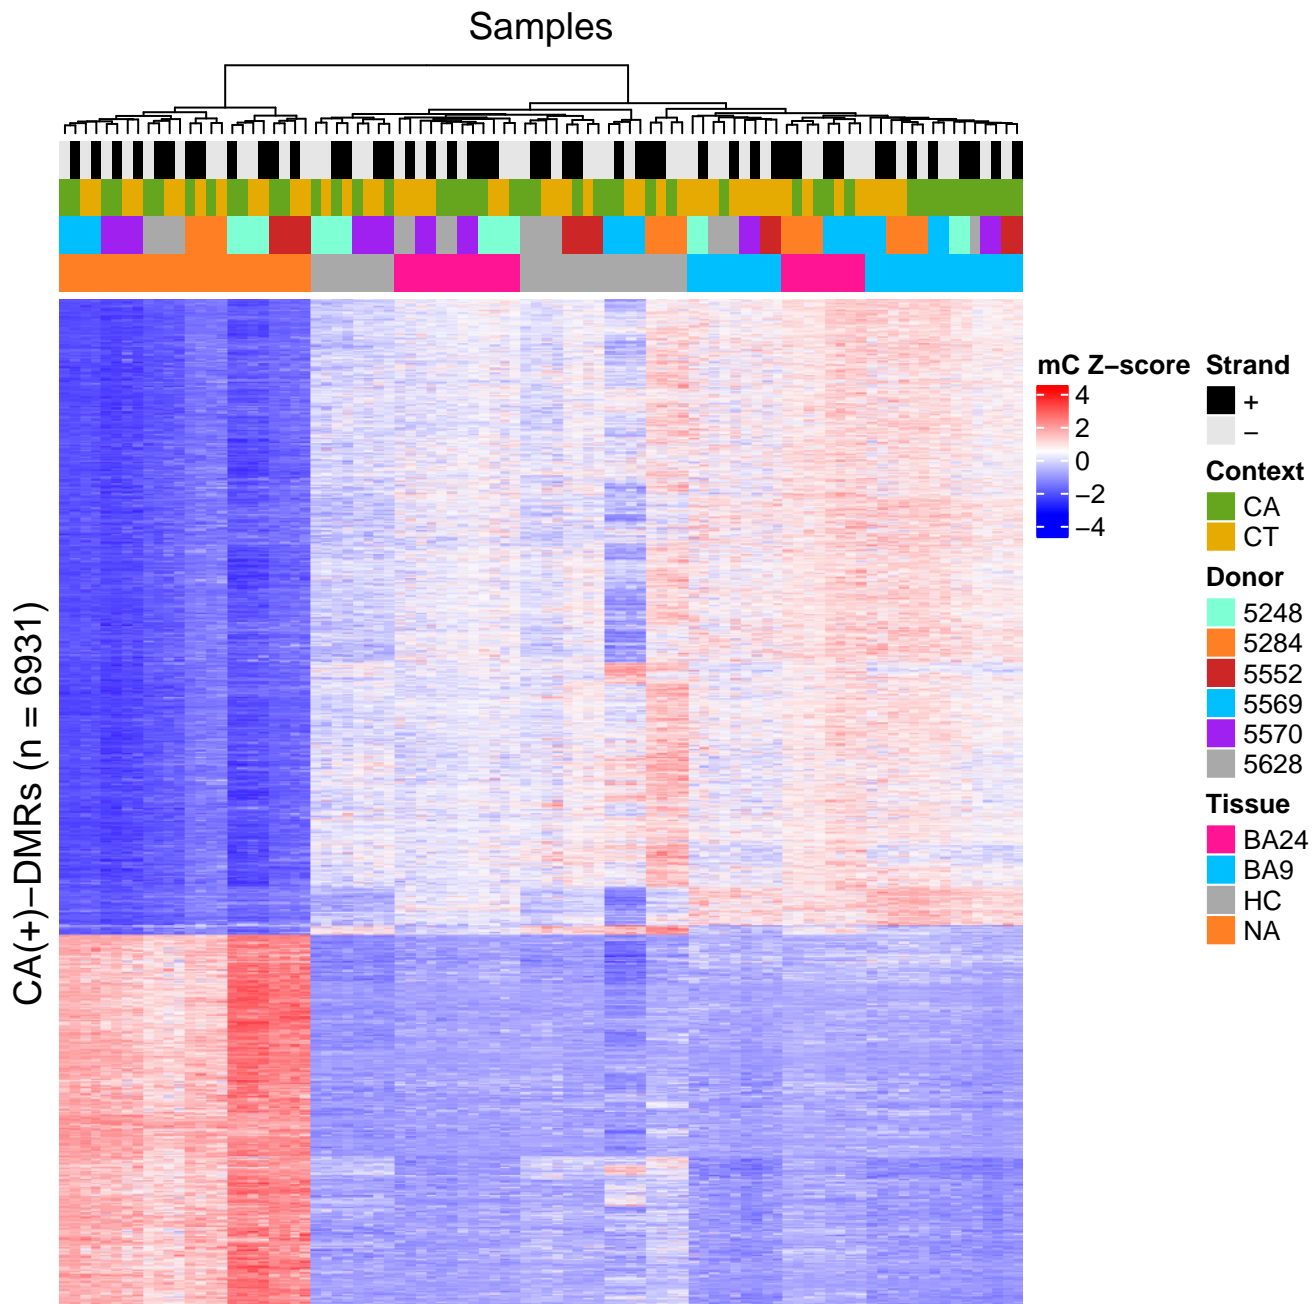 Samples
CA(+)−DMRs (n = 6931)
mC Z−score
4
2
0
−2
−4
Strand
+
−
Context
CA
CT
Donor
5248
5284
5552
5569
5570
5628
Tissue
BA24
BA9
HC
NA